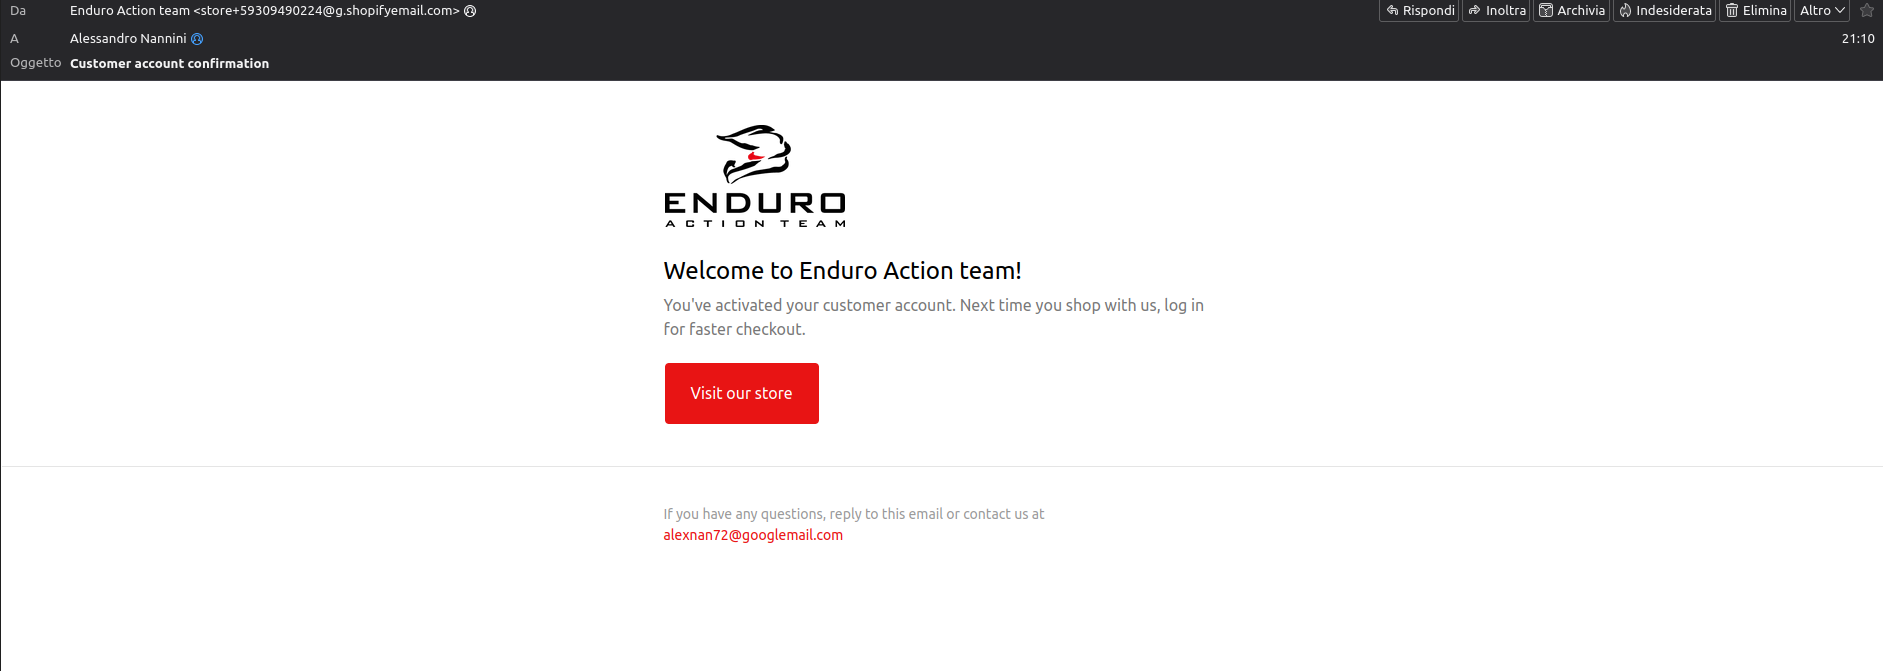 Da Enduro Action team <store+59309490224@g.shopifyemail.com> Rispondi Inoltra Archivia Indesiderata Elimina Altro
A Alessandro Nannini 21:10
Oggetto Customer account confirmation
ENDURO
ACTION TEAM
Welcome to Enduro Action team!
You've activated your customer account. Next time you shop with us, log in
for faster checkout.
Visit our store
If you have any questions, reply to this email or contact us at
alexnan72@googlemail.com